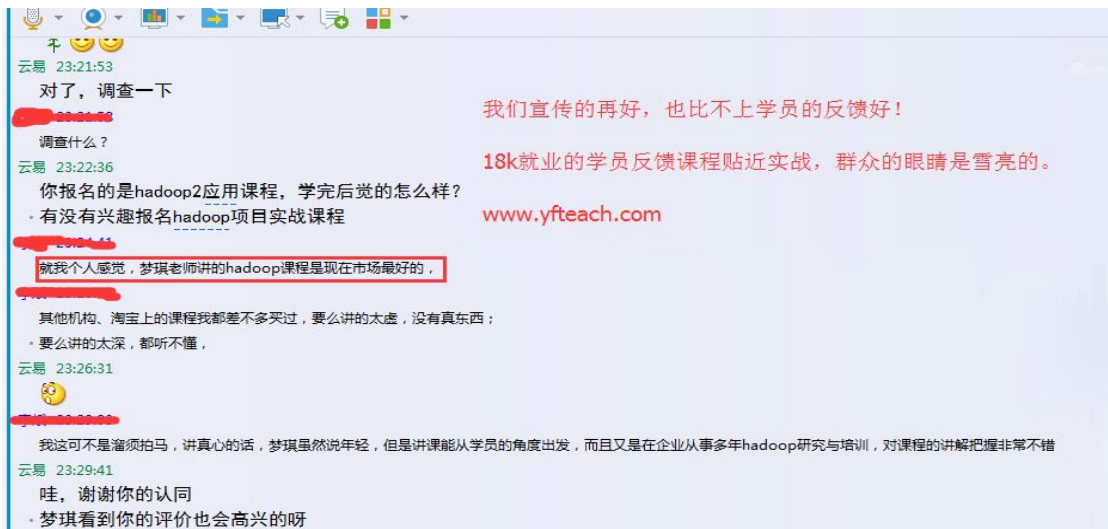 云易 23:21:53
对了，调查一下
调查什么？
云易 23:22:36
你报名的是hadoop2应用课程，学完后觉的怎么样？
·有没有兴趣报名hadoop项目实战课程
就我个人感觉，梦琪老师讲的hadoop课程是现在市场最好的，
其他机构、淘宝上的课程我都差不多买过，要么讲的太虚，没有真东西；
·要么讲的太深，都听不懂，
云易 23:26:31
我这可不是溜须拍马，讲真心的话，梦琪虽然说年轻，但是讲课能从学员的角度出发，而且又是在企业从事多年hadoop研究与培训，对课程的讲解把握非常不错
云易 23:29:41
哇，谢谢你的认同
·梦琪看到你的评价也会高兴的呀
我们宣传的再好，也比不上学员的反馈好！
18k就业的学员反馈课程贴近实战，群众的眼睛是雪亮的。
www.yfteach.com